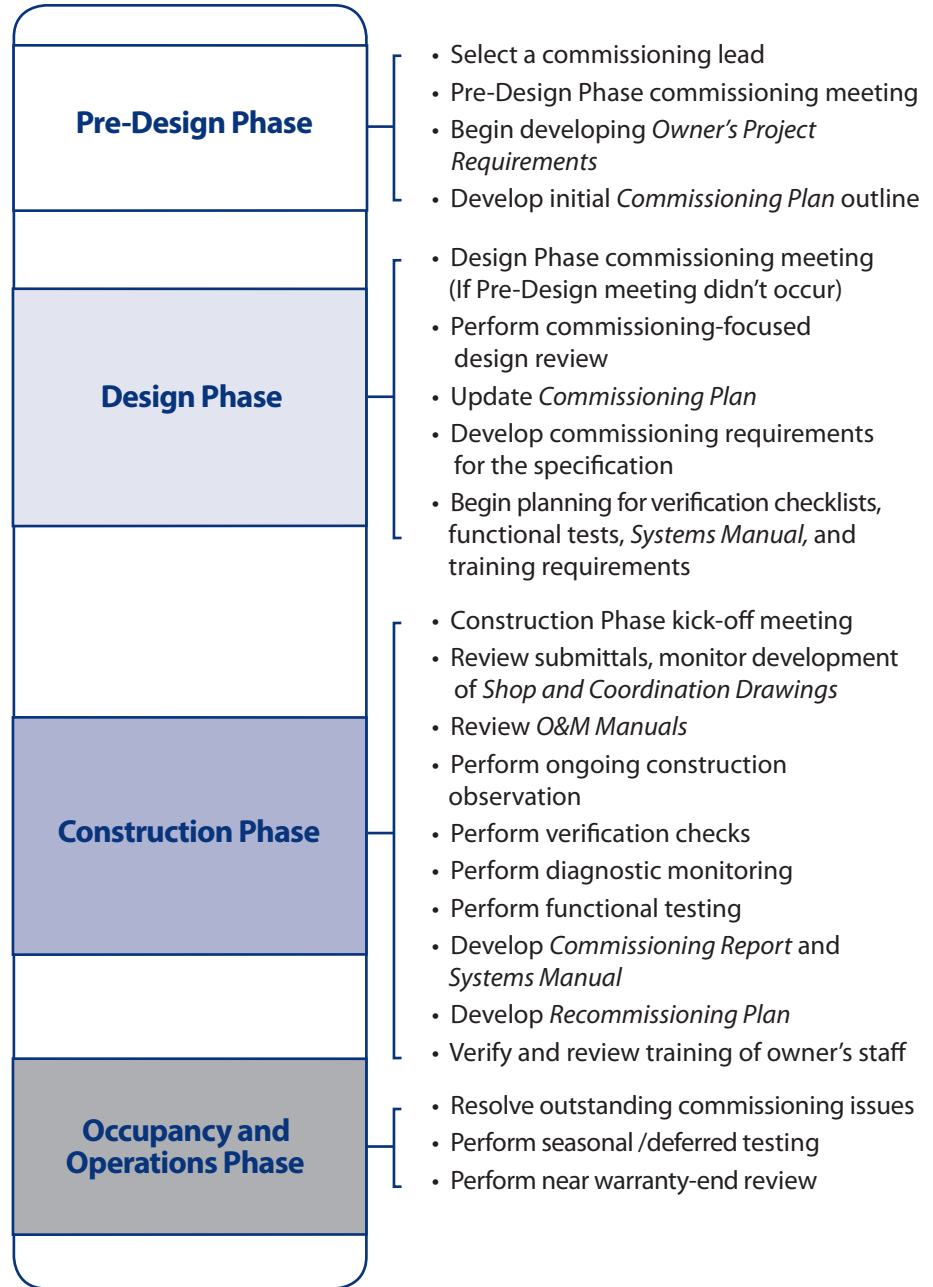 Pre-Design Phase
• Select a commissioning lead
• Pre-Design Phase commissioning meeting
• Begin developing Owner's Project
Requirements
• Develop initial Commissioning Plan outline
Design Phase
• Design Phase commissioning meeting
(If Pre-Design meeting didn't occur)
• Perform commissioning-focused
design review
• Update Commissioning Plan
• Develop commissioning requirements
for the specification
• Begin planning for verification checklists,
functional tests, Systems Manual, and
training requirements
Construction Phase
• Construction Phase kick-off meeting
• Review submittals, monitor development
of Shop and Coordination Drawings
• Review O&M Manuals
• Perform ongoing construction
observation
• Perform verification checks
• Perform diagnostic monitoring
• Perform functional testing
• Develop Commissioning Report and
Systems Manual
• Develop Recommissioning Plan
• Verify and review training of owner's staff
Occupancy and
Operations Phase
• Resolve outstanding commissioning issues
• Perform seasonal /deferred testing
• Perform near warranty-end review